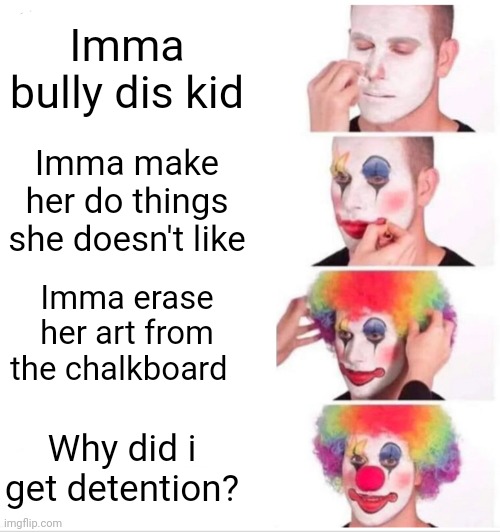 Imma
bully dis kid
Imma make
her do things
she doesn't like
Imma erase
her art from
the chalkboard
Why did i
get detention?
imgflip.com